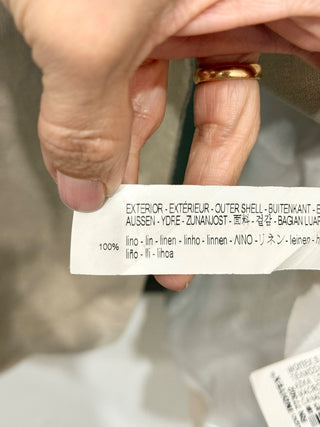 EXTERIOR - EXTÉRIEUR - OUTER SHELL - BUITENKANT - E
AUSSEN - YDRE - ZUNANJOST - 面料 - 겉감 - BAGIAN LUAR
100% lino - lin - linen - linho - linnen - ΛΙΝΟ - リネン - leinen - h
liño - lli - lihoa